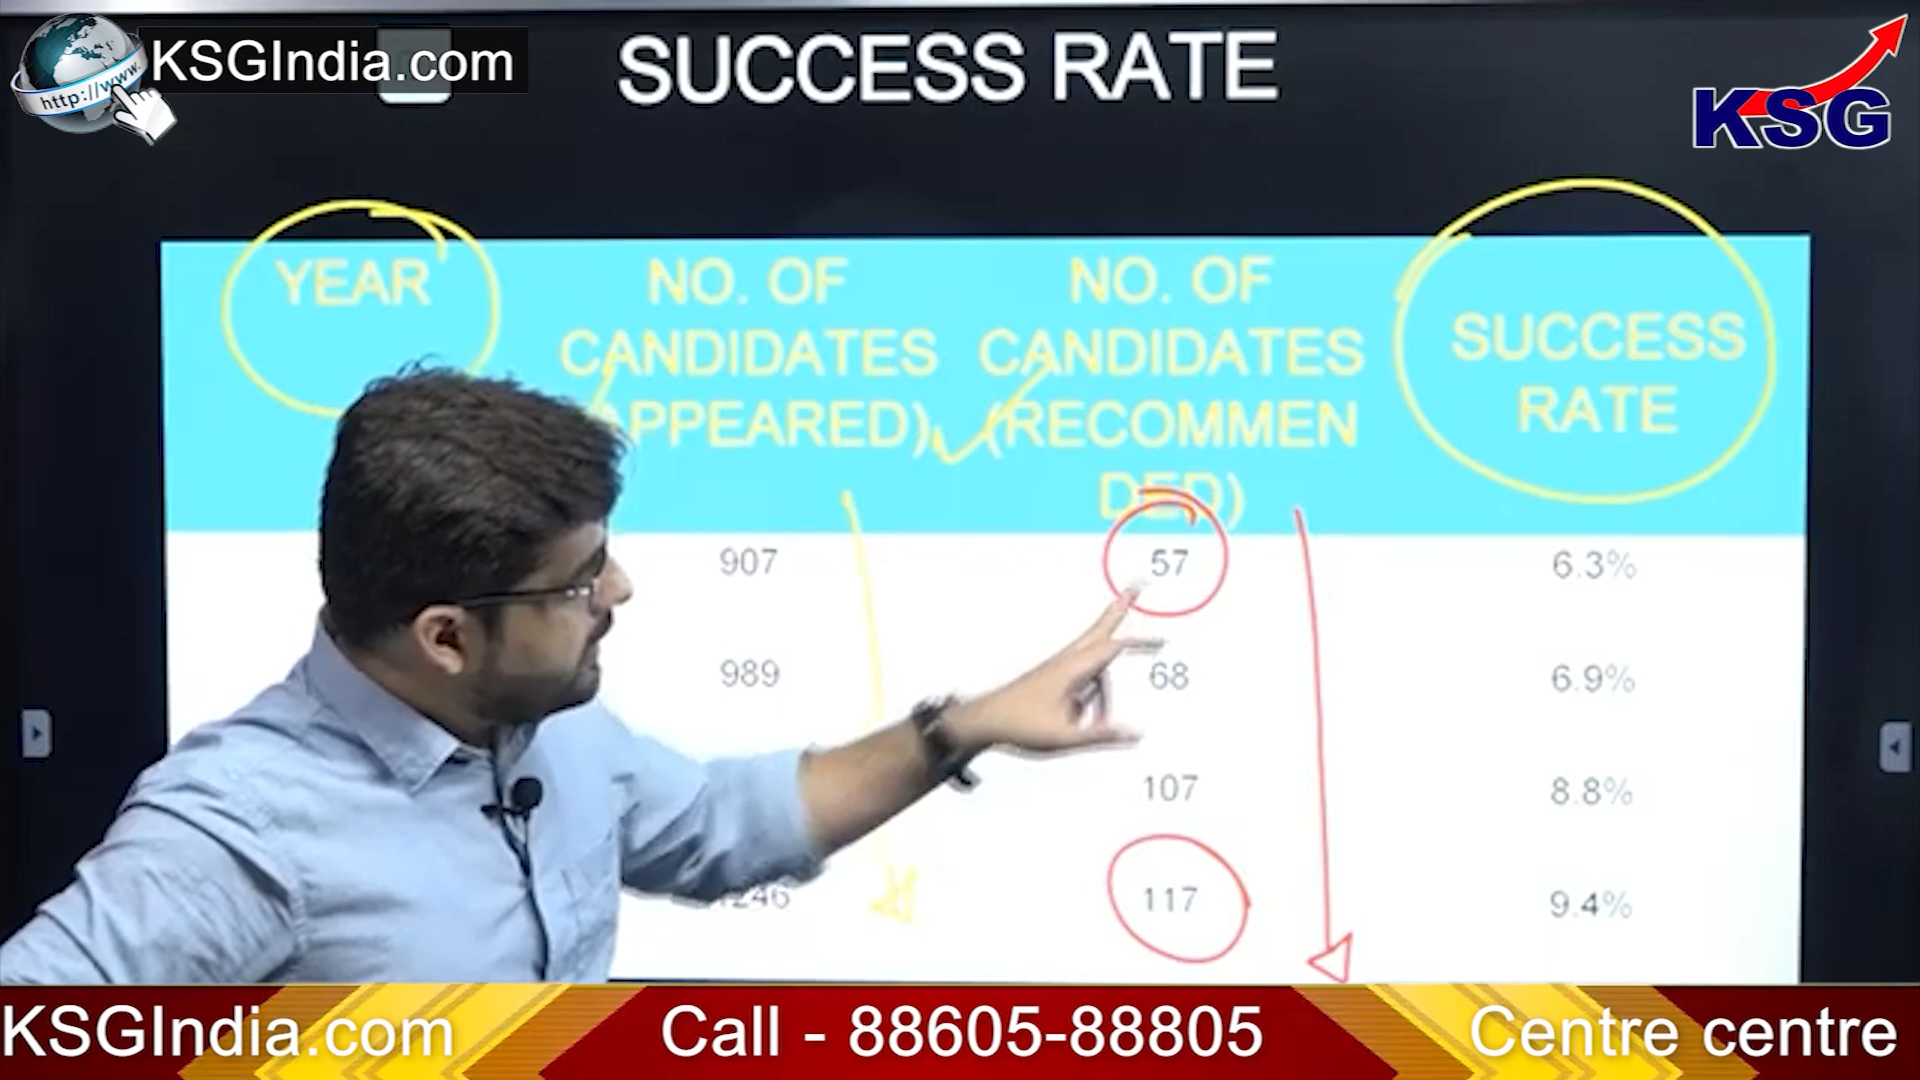 KSGIndia.com
http://www.
SUCCESS RATE
KSG
YEAR
NO. OF
CANDIDATES
APPEARED)
NO. OF
CANDIDATES
(RECOMMEN
DED)
SUCCESS
RATE
907 57 6.3%
989 68 6.9%
107 8.8%
1246 117 9.4%
KSGIndia.com Call - 88605-88805 Centre centre